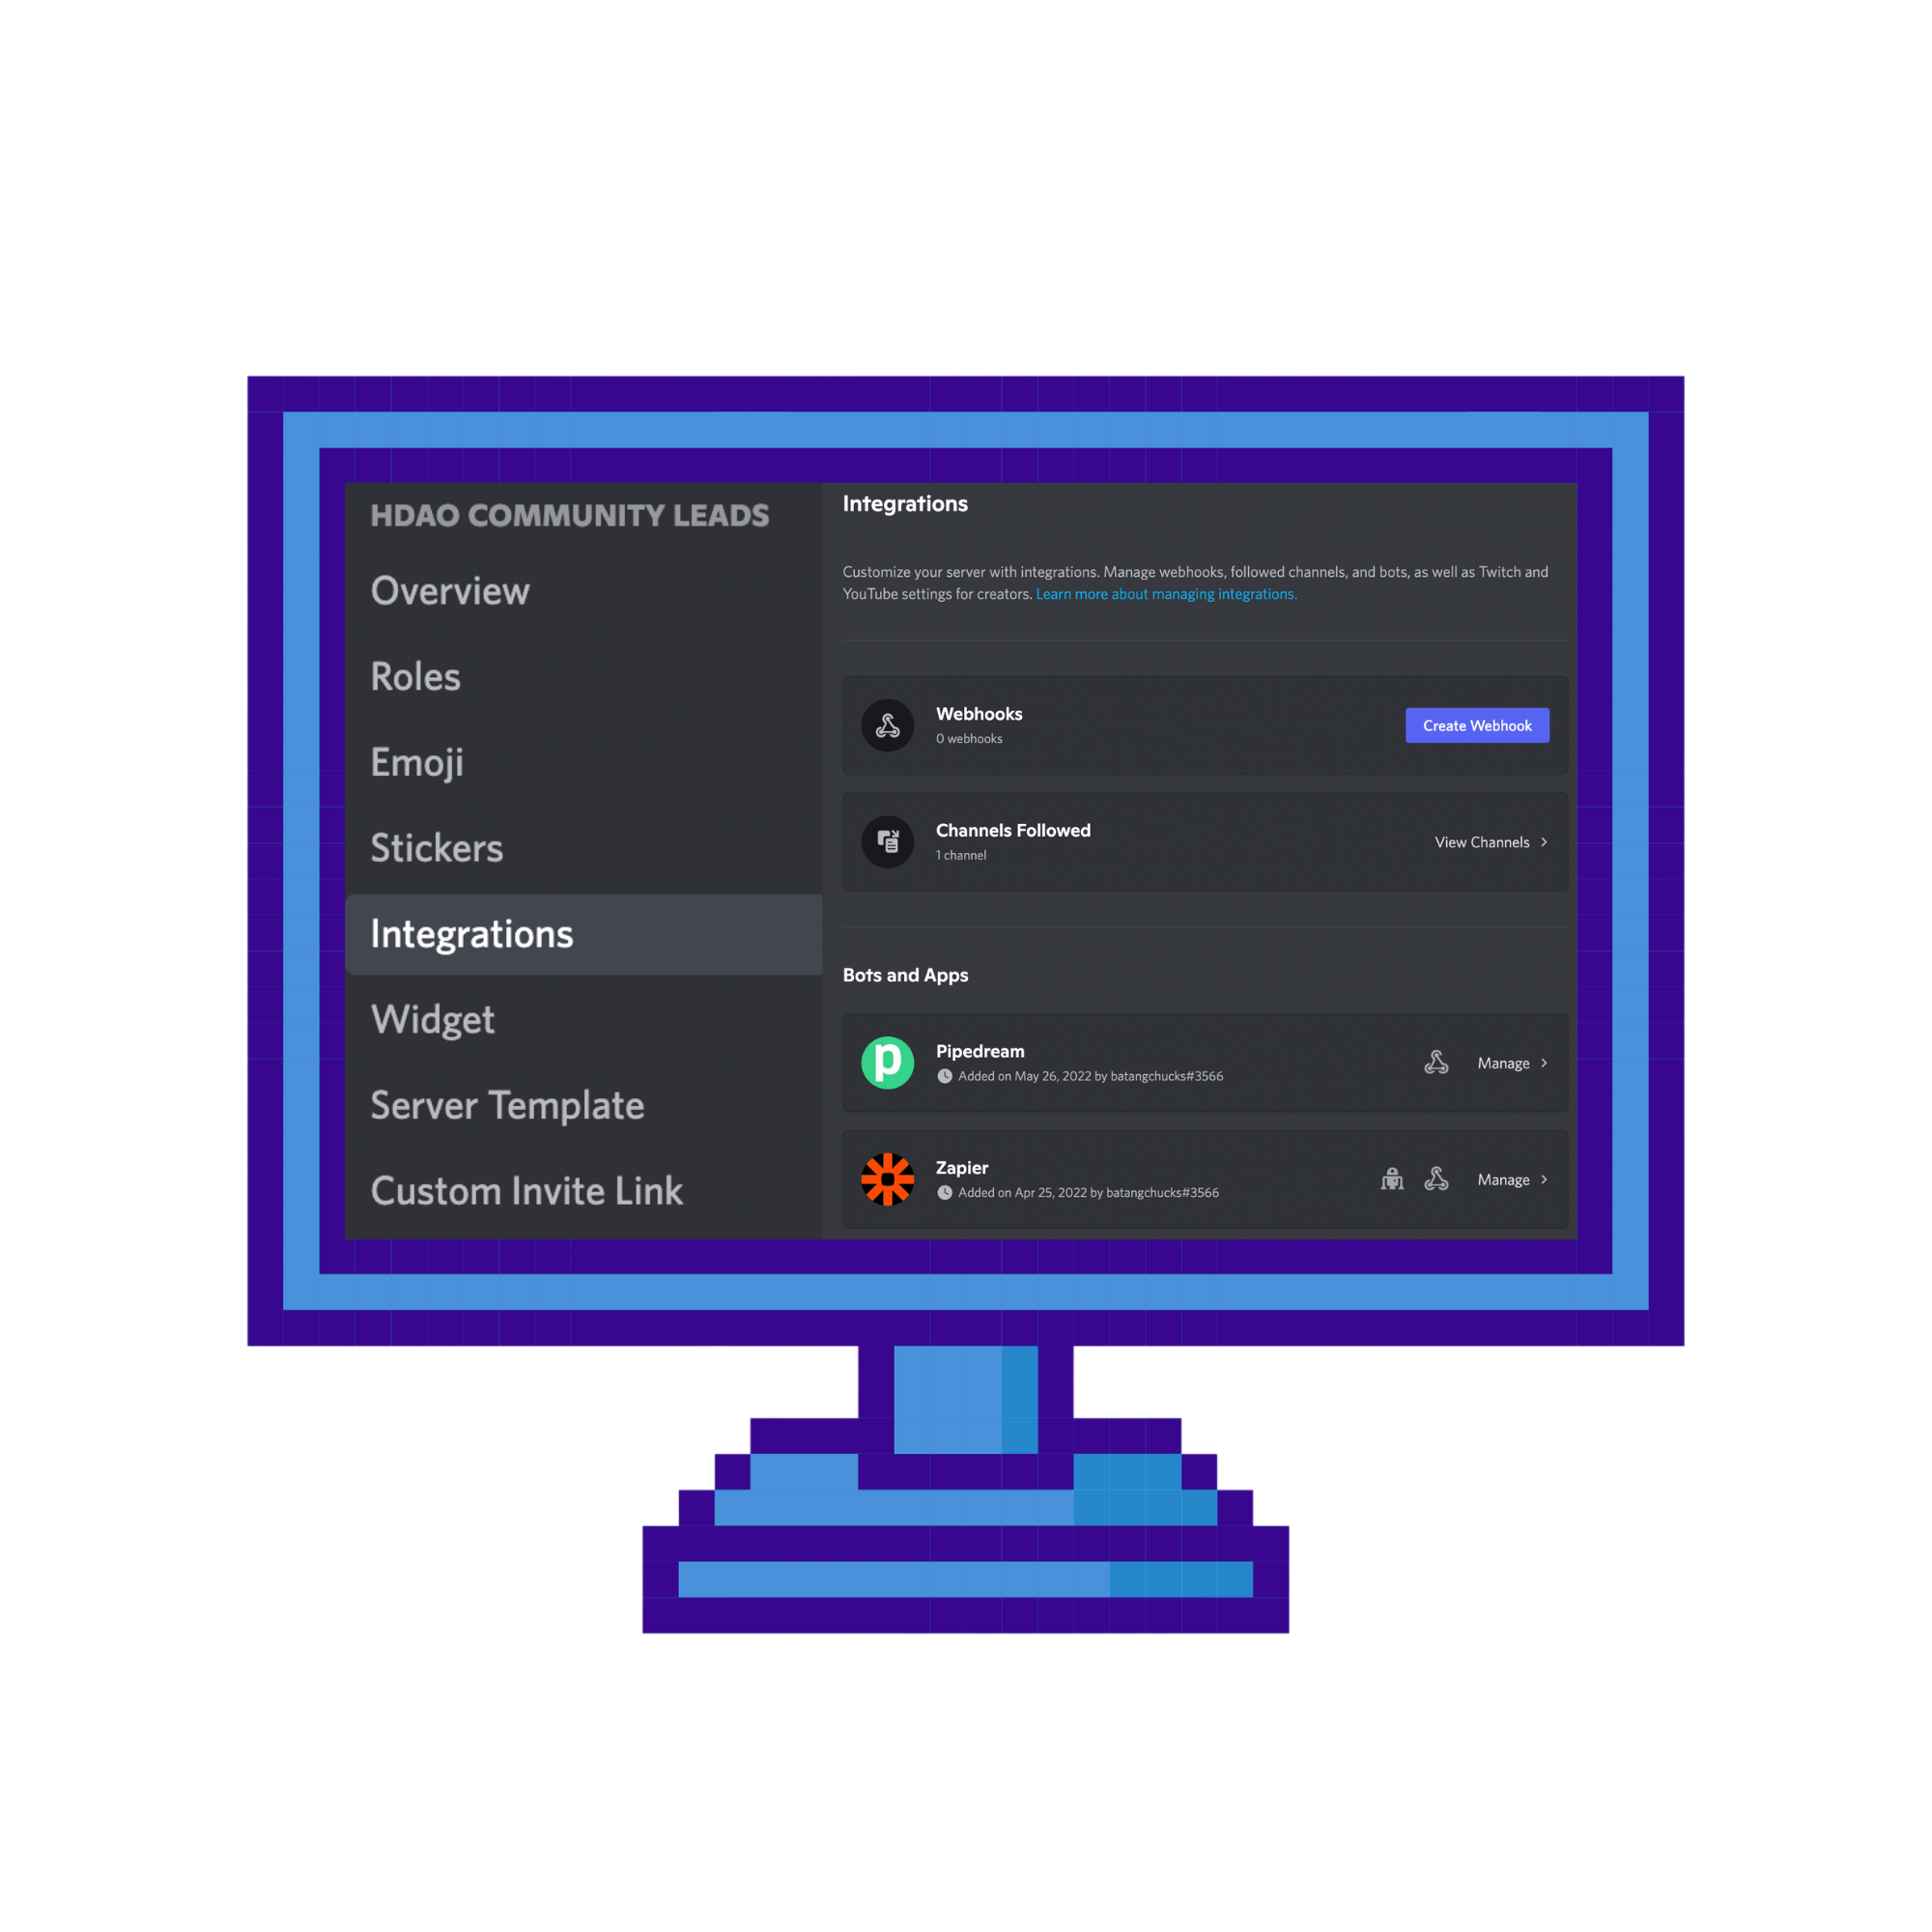 HDAO COMMUNITY LEADS
Overview
Roles
Emoji
Stickers
Integrations
Widget
Server Template
Custom Invite Link
Integrations
Customize your server with integrations. Manage webhooks, followed channels, and bots, as well as Twitch and
YouTube settings for creators. Learn more about managing integrations.
Webhooks
0 webhooks
Create Webhook
Channels Followed
1 channel
View Channels
Bots and Apps
p
Pipedream
Added on May 26, 2022 by batangchucks#3566
Manage
Zapier
Added on Apr 25, 2022 by batangchucks#3566
Manage